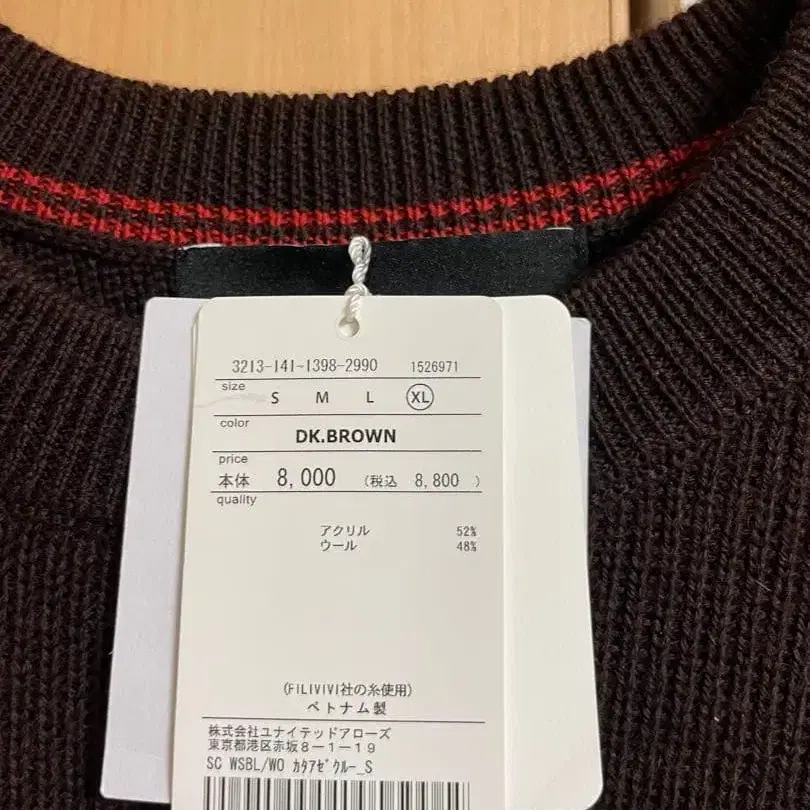 3213-141-1398-2990 1526971
size
S M L XL
color
DK.BROWN
price
本体 8,000 (税込 8,800 )
quality
アクリル 52%
ウール 48%
(FILIVIVI社の糸使用)
ベトナム製
株式会社ユナイテッドアローズ
東京都港区赤坂8-1-19
SC WSBL/WO ｶﾀｱｾﾞｸﾙｰ_S